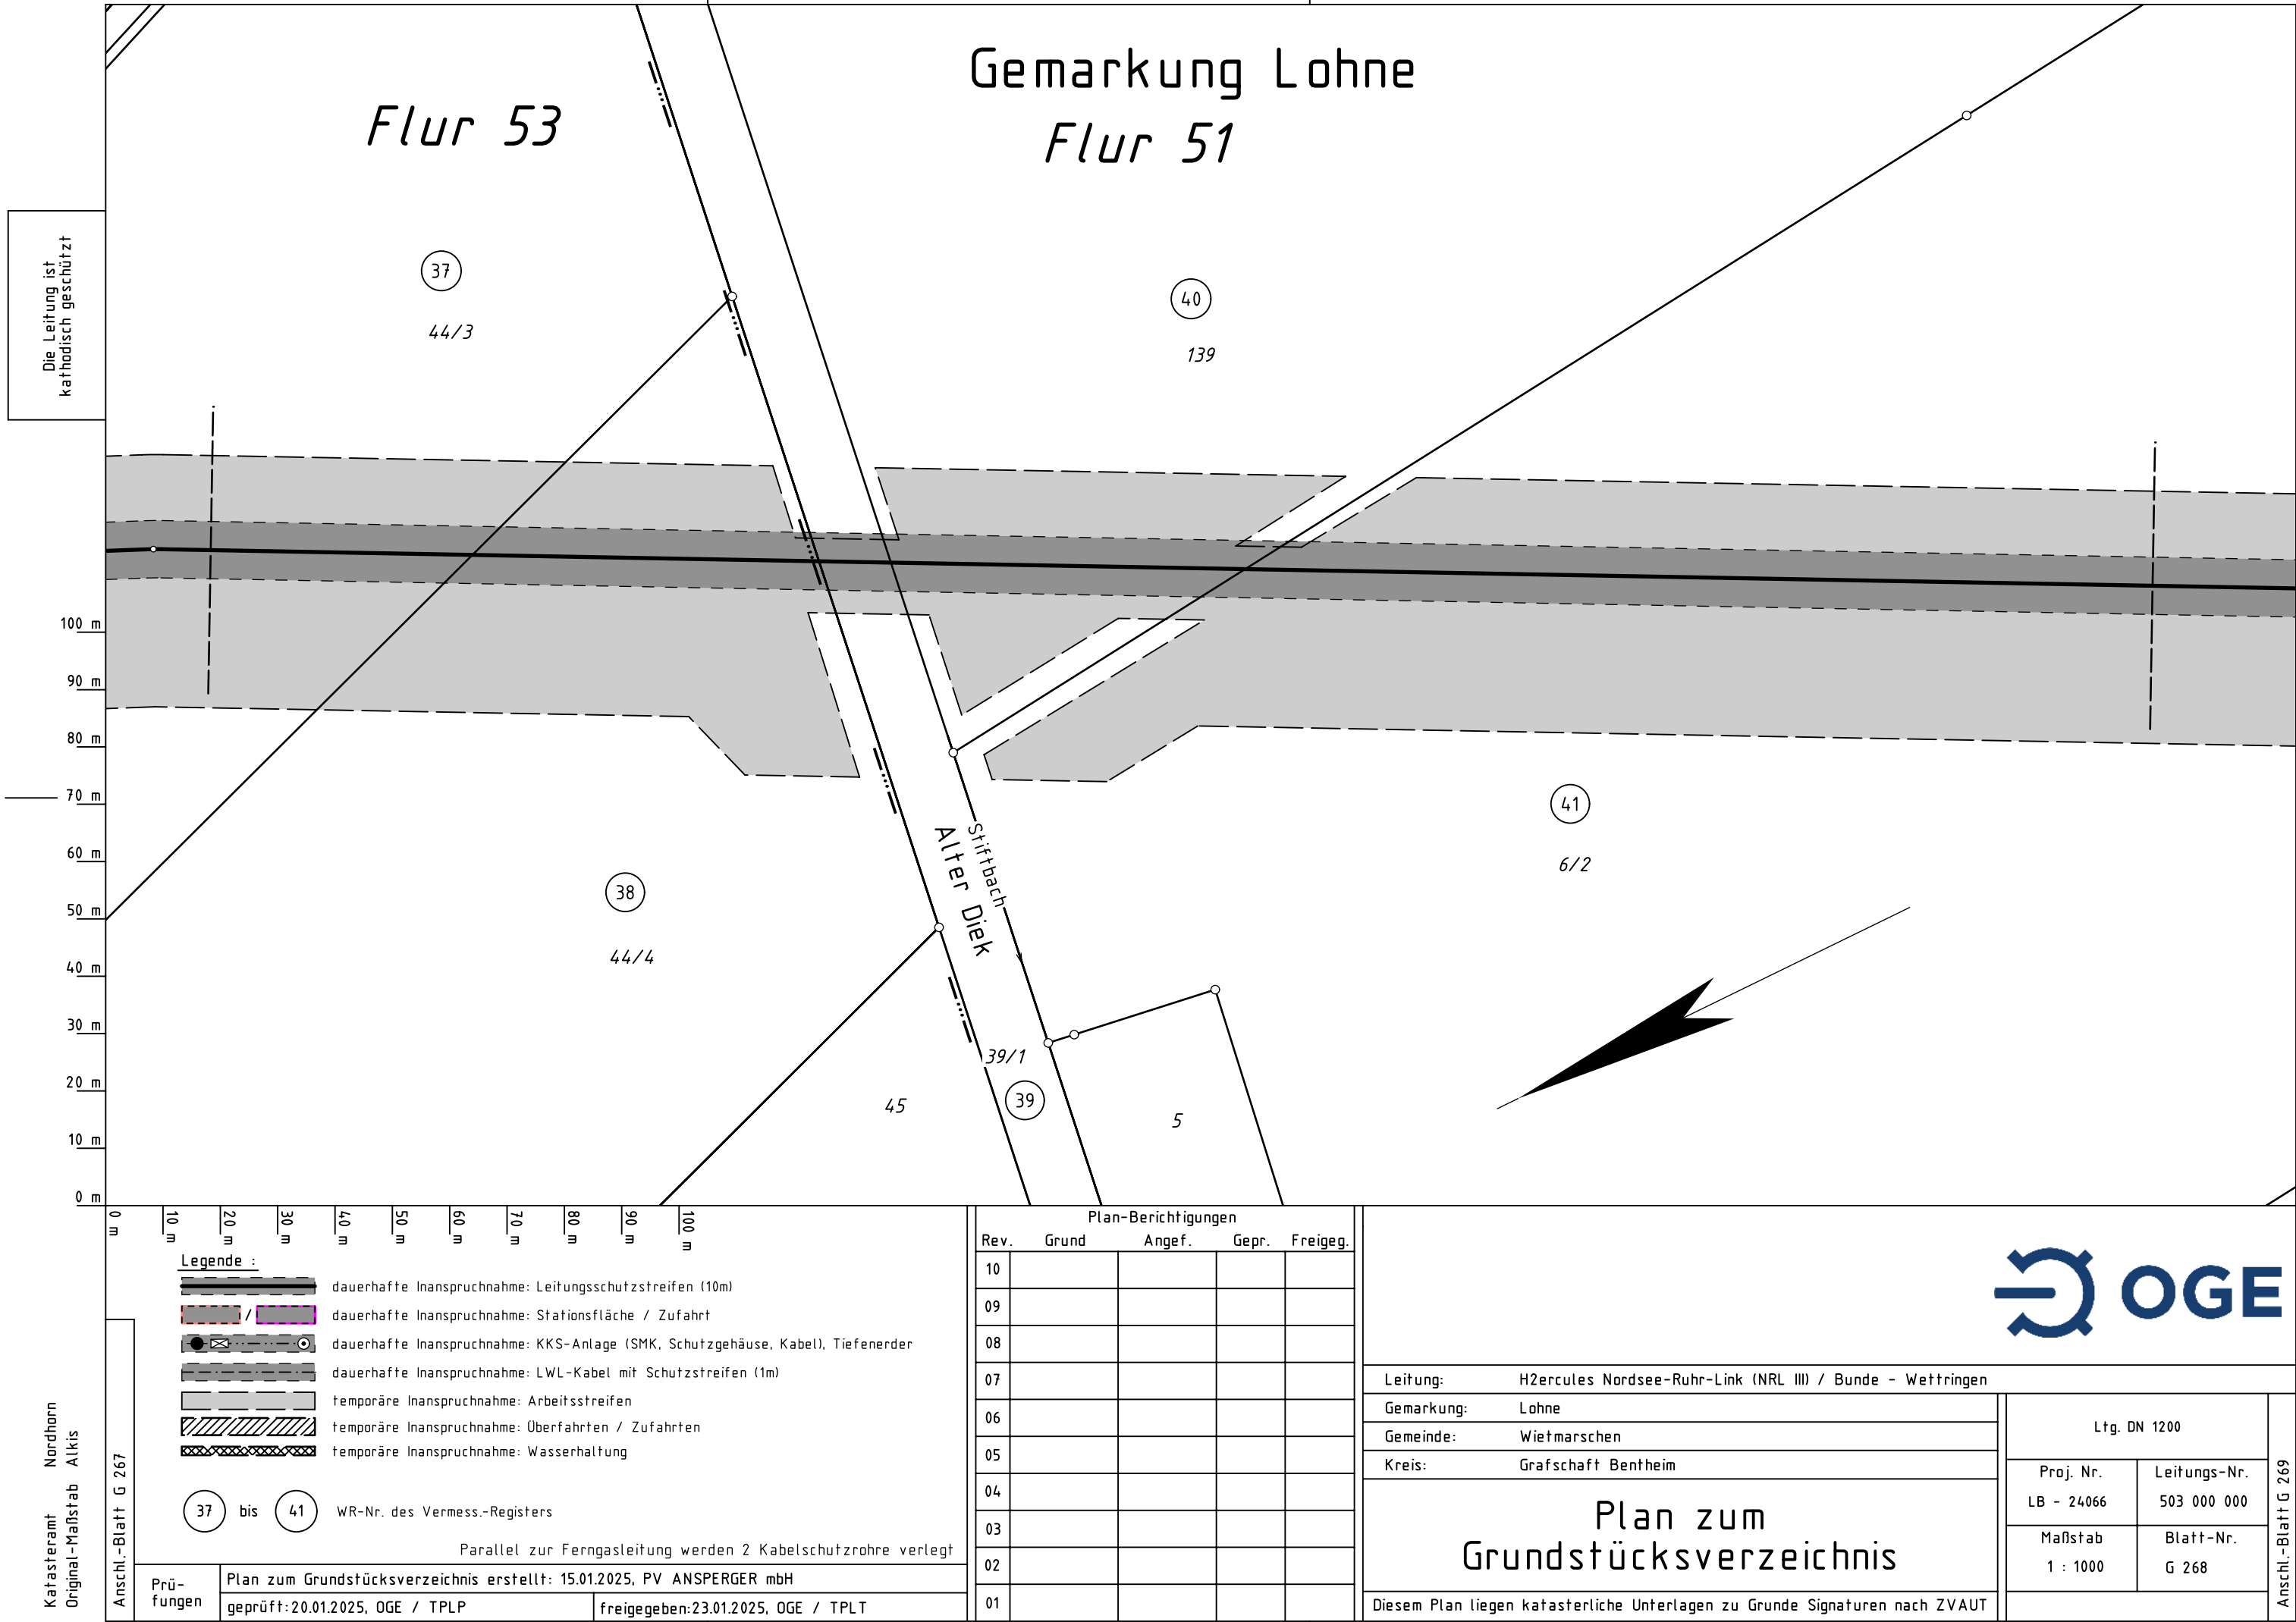 Gemarkung Lohne
Flur 53
Flur 51
Die Leitung ist
kathodisch geschützt
37
44/3
40
139
100 m
90 m
80 m
70 m
60 m
50 m
40 m
30 m
20 m
10 m
0 m
41
6/2
38
44/4
Stiftbach
Alter Diek
39/1
39
45
5
0 m
10 m
20 m
30 m
40 m
50 m
60 m
70 m
80 m
90 m
100 m
Legende :
dauerhafte Inanspruchnahme: Leitungsschutzstreifen (10m)
/ dauerhafte Inanspruchnahme: Stationsfläche / Zufahrt
dauerhafte Inanspruchnahme: KKS-Anlage (SMK, Schutzgehäuse, Kabel), Tiefenerder
dauerhafte Inanspruchnahme: LWL-Kabel mit Schutzstreifen (1m)
temporäre Inanspruchnahme: Arbeitsstreifen
temporäre Inanspruchnahme: Überfahrten / Zufahrten
temporäre Inanspruchnahme: Wasserhaltung
37 bis 41 WR-Nr. des Vermess.-Registers
Parallel zur Ferngasleitung werden 2 Kabelschutzrohre verlegt
Katasteramt Nordhorn
Original-Maßstab Alkis
Anschl.-Blatt G 267
Prü-
fungen
Plan zum Grundstücksverzeichnis erstellt: 15.01.2025, PV ANSPERGER mbH
geprüft: 20.01.2025, OGE / TPLP
freigegeben: 23.01.2025, OGE / TPLT
Plan-Berichtigungen
Rev. Grund Angef. Gepr. Freigeg.
10
09
08
07
06
05
04
03
02
01
OGE
Leitung: H2ercules Nordsee-Ruhr-Link (NRL III) / Bunde - Wettringen
Gemarkung: Lohne
Gemeinde: Wietmarschen
Kreis: Grafschaft Bentheim
Plan zum
Grundstücksverzeichnis
Diesem Plan liegen katasterliche Unterlagen zu Grunde Signaturen nach ZVAUT
Ltg. DN 1200
Proj. Nr. Leitungs-Nr.
LB - 24066 503 000 000
Maßstab Blatt-Nr.
1 : 1000 G 268
Anschl.-Blatt G 269